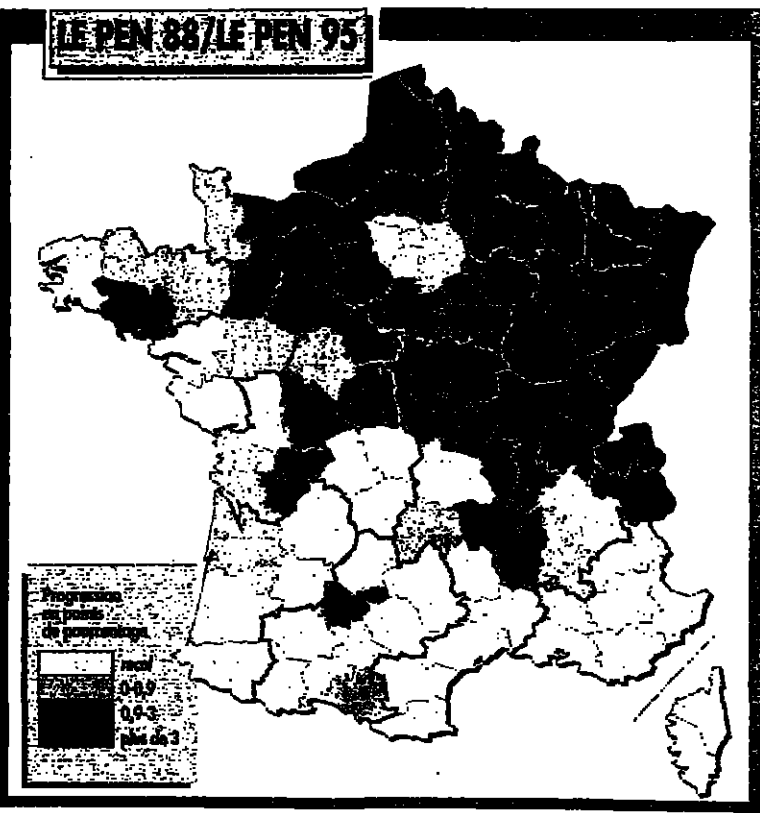 LE PEN 88/LE PEN 95
Progression
en points
de pourcentage
recul
0-0,9
0,9-3
plus de 3